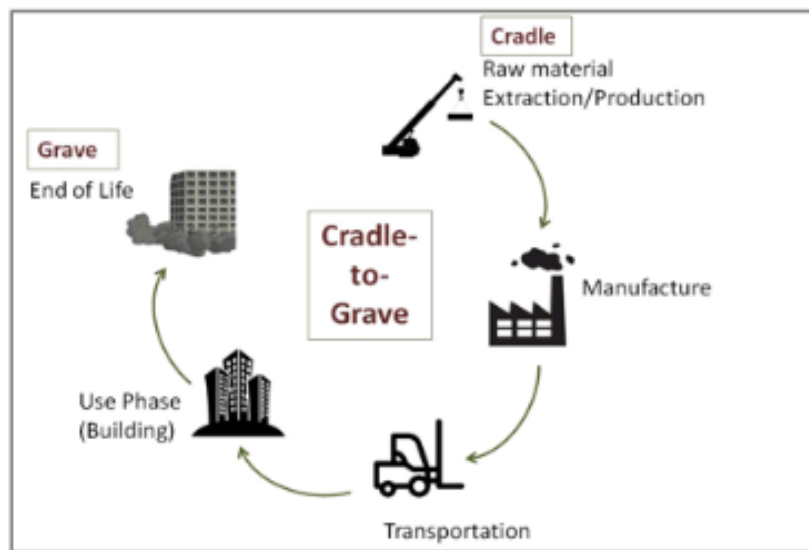 Cradle
Raw material
Extraction/Production
Grave
End of Life
Cradle-
to-
Grave
Manufacture
Use Phase
(Building)
Transportation